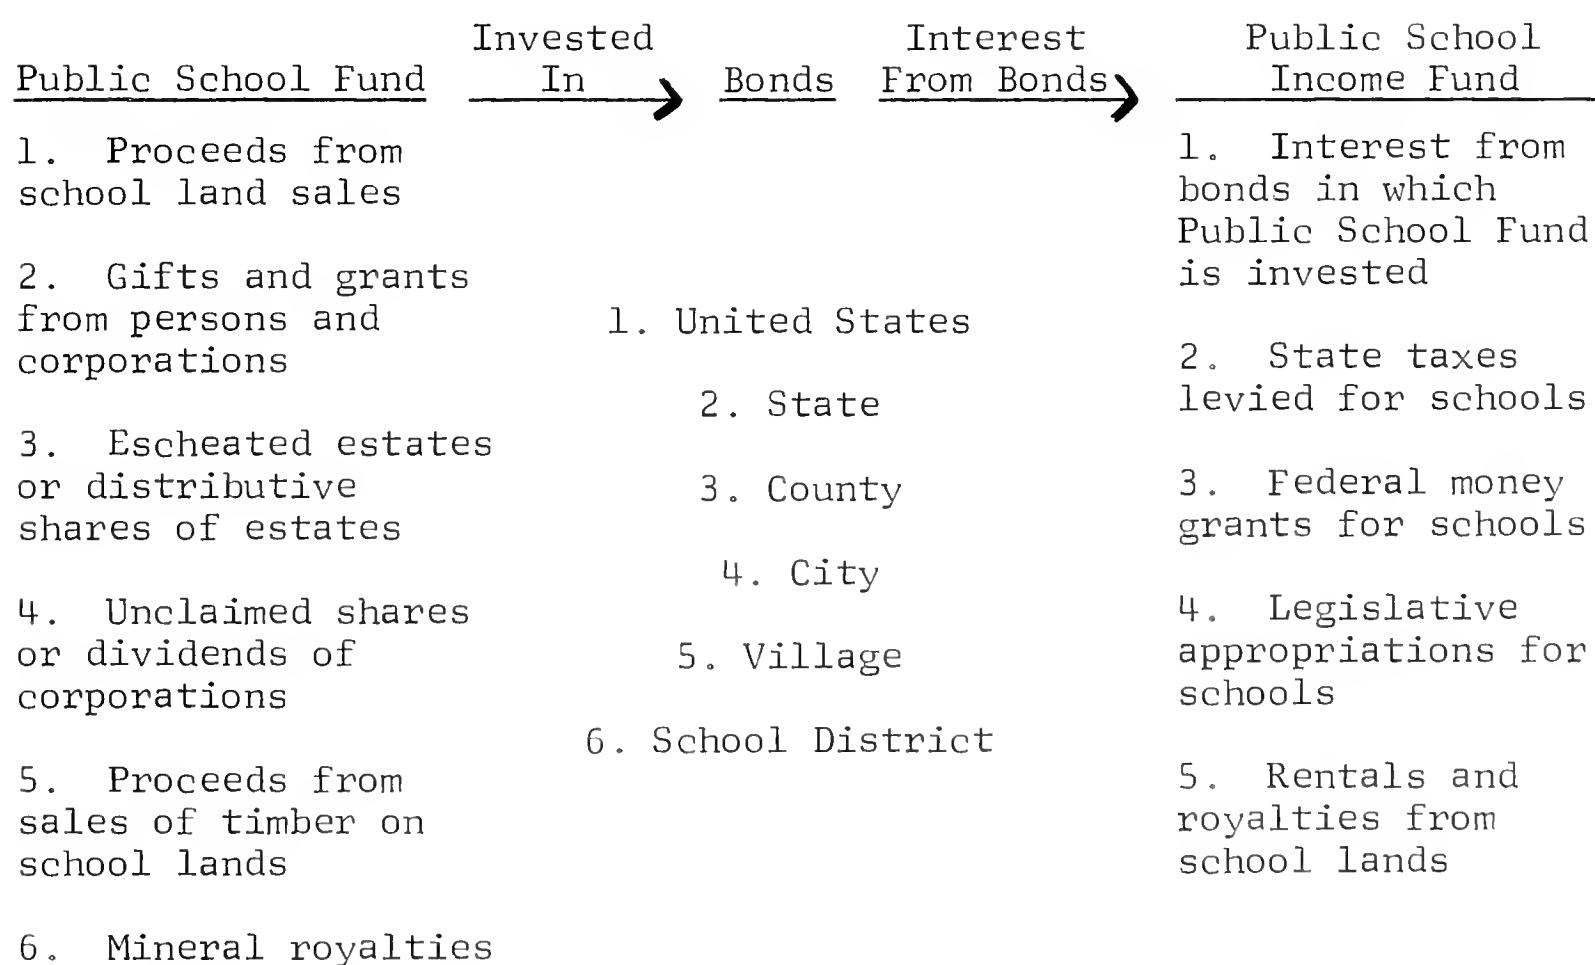 Public School Fund
Invested
In
Bonds
Interest
From Bonds
Public School
Income Fund
1. Proceeds from
school land sales
2. Gifts and grants
from persons and
corporations
3. Escheated estates
or distributive
shares of estates
4. Unclaimed shares
or dividends of
corporations
5. Proceeds from
sales of timber on
school lands
6. Mineral royalties
1. United States
2. State
3. County
4. City
5. Village
6. School District
1. Interest from
bonds in which
Public School Fund
is invested
2. State taxes
levied for schools
3. Federal money
grants for schools
4. Legislative
appropriations for
schools
5. Rentals and
royalties from
school lands